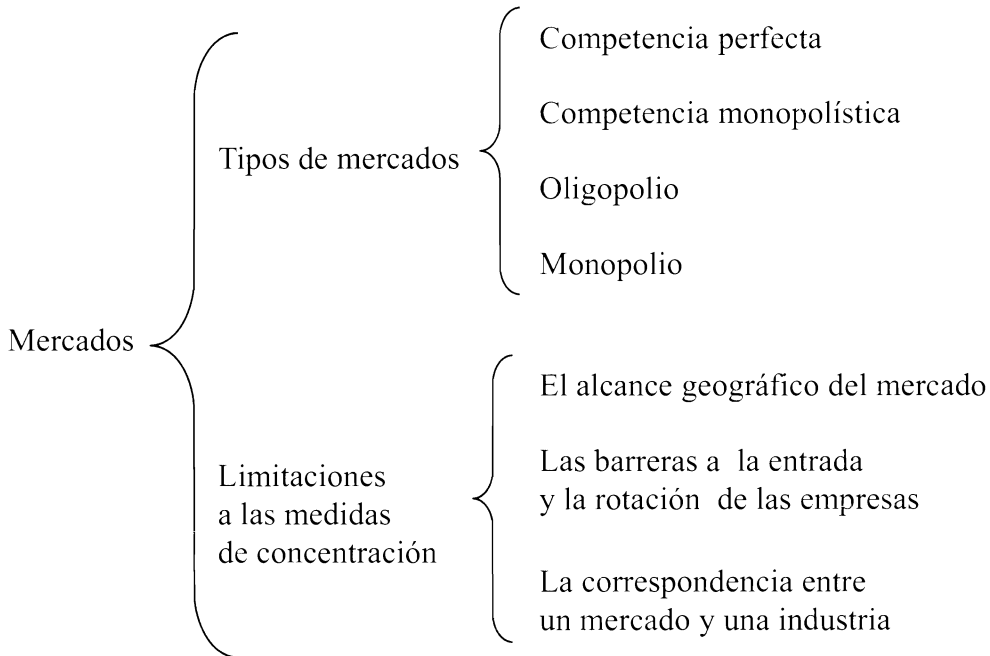 Mercados
Tipos de mercados
Competencia perfecta
Competencia monopolística
Oligopolio
Monopolio
Limitaciones
a las medidas
de concentración
El alcance geográfico del mercado
Las barreras a la entrada
y la rotación de las empresas
La correspondencia entre
un mercado y una industria